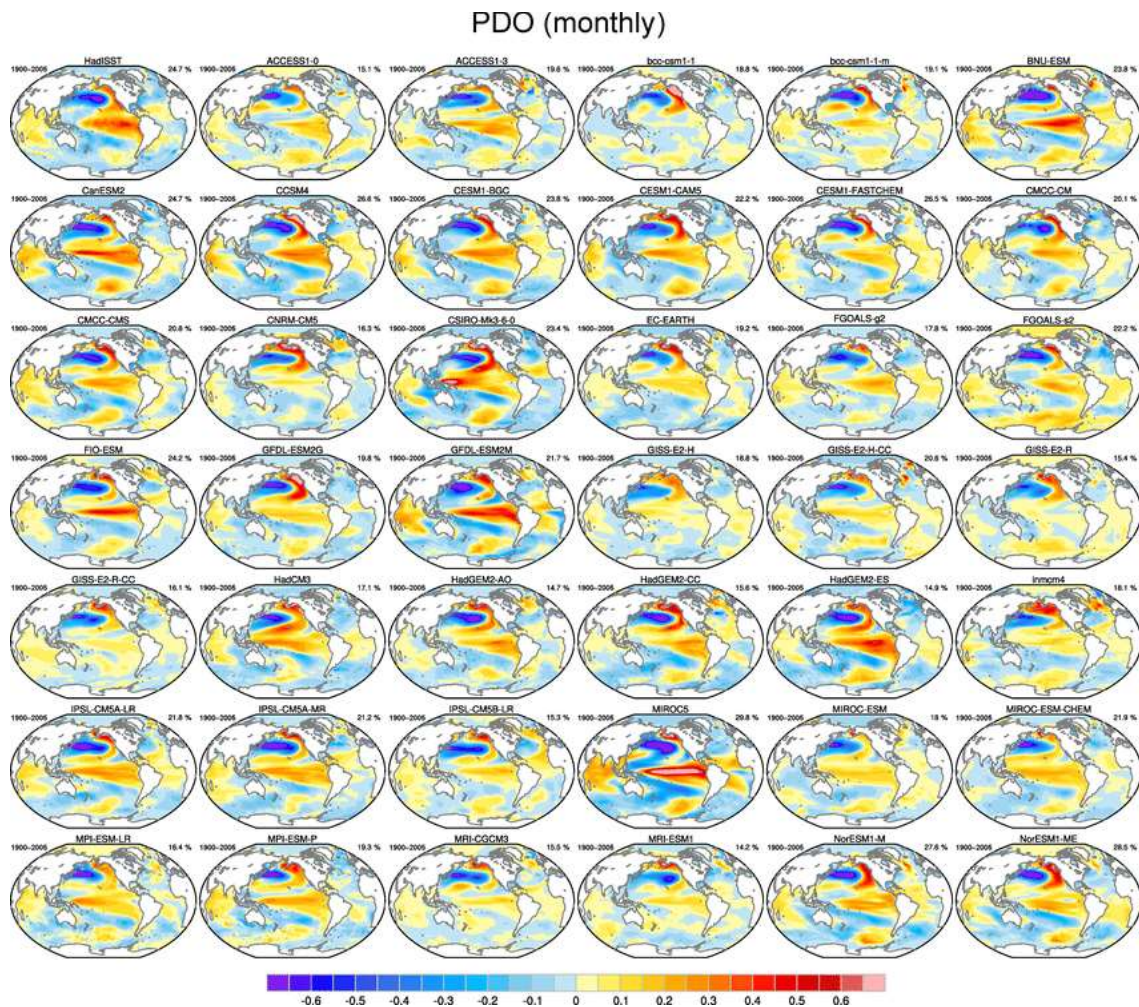 PDO (monthly)
HadISST ACCESS1-0 ACCESS1-3 bcc-csm1-1 bcc-csm1-1-m BNU-ESM
1900–2005 24.7 % 1900–2005 15.1 % 1900–2005 19.6 % 1900–2005 18.8 % 1900–2005 19.1 % 1900–2005 23.8 %
CanESM2 CCSM4 CESM1-BGC CESM1-CAM5 CESM1-FASTCHEM CMCC-CM
1900–2005 24.7 % 1900–2005 26.6 % 1900–2005 23.8 % 1900–2005 22.2 % 1900–2005 26.5 % 1900–2005 20.1 %
CMCC-CMS CNRM-CM5 CSIRO-Mk3-6-0 EC-EARTH FGOALS-g2 FGOALS-s2
1900–2005 20.8 % 1900–2005 16.3 % 1900–2005 23.4 % 1900–2005 19.2 % 1900–2005 17.8 % 1900–2005 22.2 %
FIO-ESM GFDL-ESM2G GFDL-ESM2M GISS-E2-H GISS-E2-H-CC GISS-E2-R
1900–2005 24.2 % 1900–2005 19.8 % 1900–2005 21.7 % 1900–2005 18.8 % 1900–2005 20.6 % 1900–2005 15.4 %
GISS-E2-R-CC HadCM3 HadGEM2-AO HadGEM2-CC HadGEM2-ES inmcm4
1900–2005 16.1 % 1900–2005 17.1 % 1900–2005 14.7 % 1900–2005 15.6 % 1900–2005 14.9 % 1900–2005 18.1 %
IPSL-CM5A-LR IPSL-CM5A-MR IPSL-CM5B-LR MIROC5 MIROC-ESM MIROC-ESM-CHEM
1900–2005 21.8 % 1900–2005 21.2 % 1900–2005 15.3 % 1900–2005 29.8 % 1900–2005 18 % 1900–2005 21.9 %
MPI-ESM-LR MPI-ESM-P MRI-CGCM3 MRI-ESM1 NorESM1-M NorESM1-ME
1900–2005 16.4 % 1900–2005 19.3 % 1900–2005 15.5 % 1900–2005 14.2 % 1900–2005 27.6 % 1900–2005 28.5 %
-0.6 -0.5 -0.4 -0.3 -0.2 -0.1 0 0.1 0.2 0.3 0.4 0.5 0.6